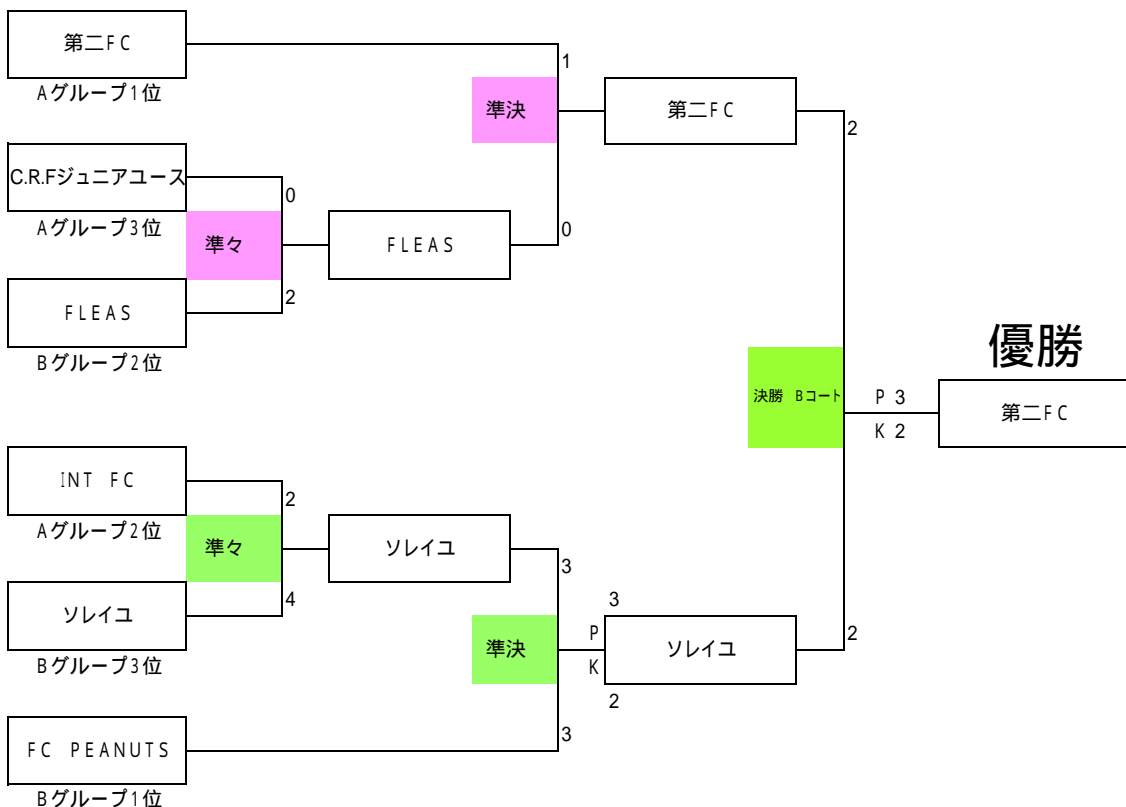 第二FC
Aグループ1位
1
準決
第二FC
2
C.R.Fジュニアユース
0
Aグループ3位
準々
FLEAS
0
2
FLEAS
Bグループ2位
優勝
決勝 Bコート
P 3
K 2
第二FC
INT FC
2
Aグループ2位
準々
ソレイユ
3
4
ソレイユ
3
P
準決
ソレイユ
2
K
Bグループ3位
2
FC PEANUTS
3
Bグループ1位